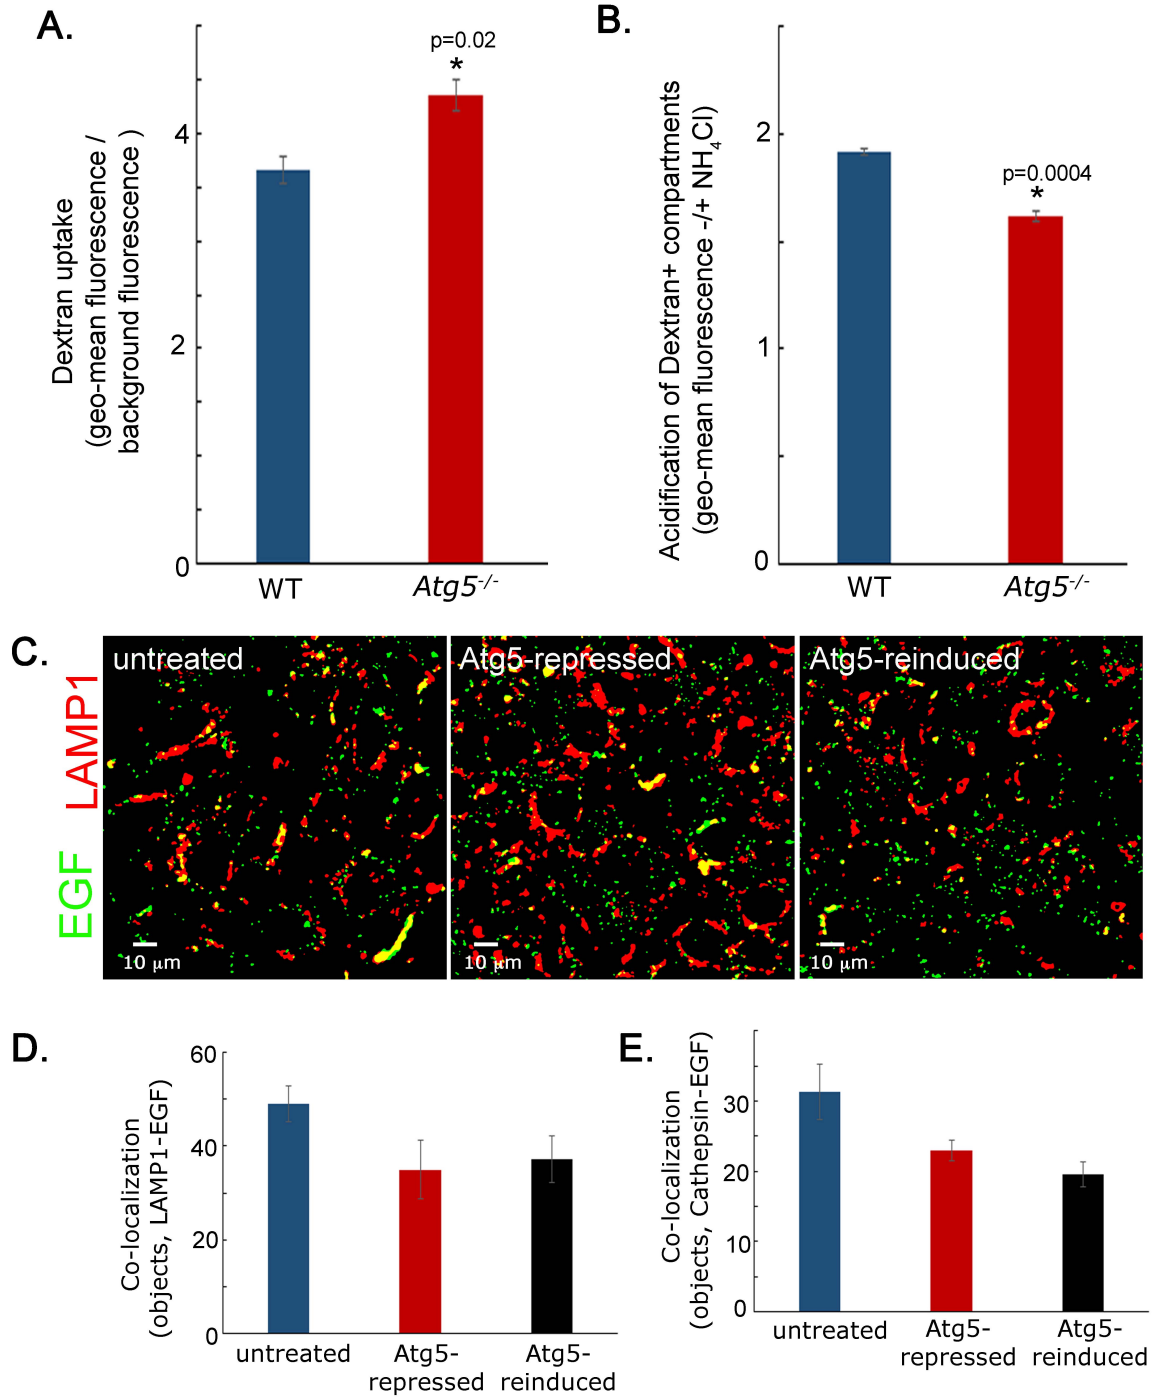 A.
p=0.02
*
4
2
0
Dextran uptake
(geo-mean fluorescence /
background fluorescence )
WT
Atg5-/-
B.
p=0.0004
*
2
1
0
Acidification of Dextran+ compartments
(geo-mean fluorescence -/+ NH4Cl)
WT
Atg5-/-
C.
LAMP1
EGF
untreated
10 μm
Atg5-repressed
10 μm
Atg5-reinduced
10 μm
D.
60
40
20
0
Co-localization
(objects, LAMP1-EGF)
untreated
Atg5-
repressed
Atg5-
reinduced
E.
30
20
10
0
Co-localization
(objects, Cathepsin-EGF)
untreated
Atg5-
repressed
Atg5-
reinduced